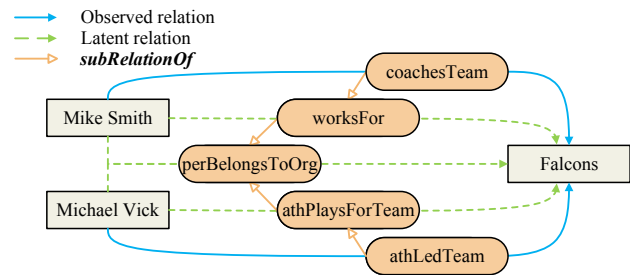 Observed relation
Latent relation
subRelationOf
coachesTeam
Mike Smith
worksFor
perBelongsToOrg
Falcons
Michael Vick
athPlaysForTeam
athLedTeam